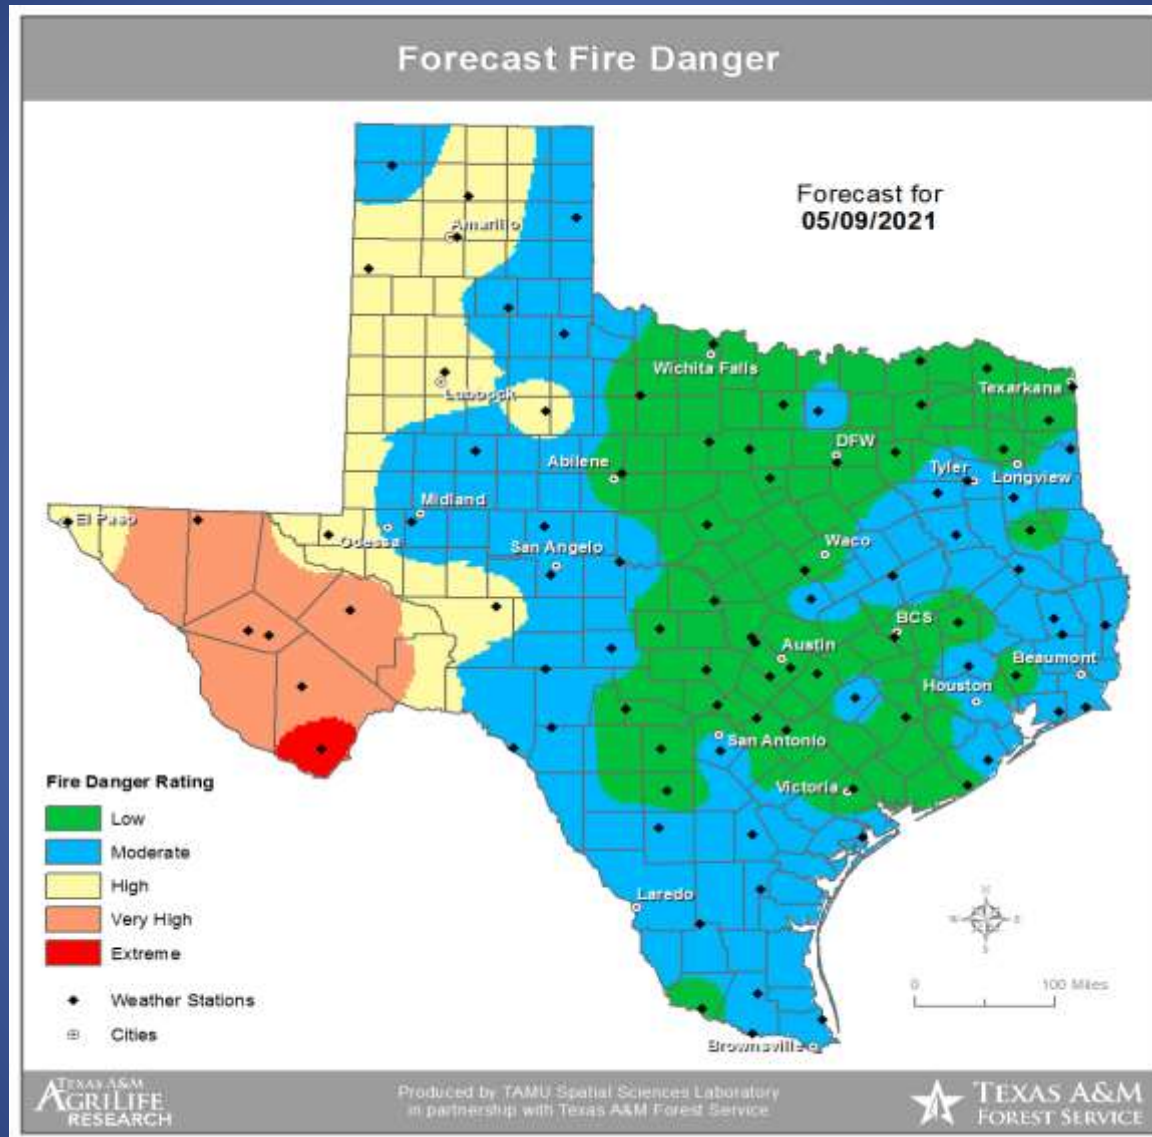 Forecast Fire Danger
Forecast for
05/09/2021
Amarillo
Wichita Falls
Texarkana
Lubbock
DFW
Abilene
Tyler
Longview
Midland
El Paso
Odessa
San Angelo
Waco
BCS
Austin
Beaumont
Houston
San Antonio
Victoria
Fire Danger Rating
Low
Moderate
High
Very High
Extreme
Laredo
N
W E
S
0 100 Miles
Weather Stations
Cities
Brownsville
TEXAS A&M
AGRILIFE
RESEARCH
Produced by TAMU Spatial Sciences Laboratory
in partnership with Texas A&M Forest Service
TEXAS A&M
FOREST SERVICE